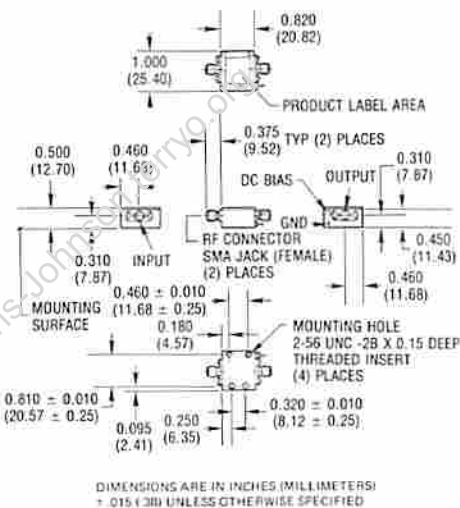 0.820
(20.82)
1.000
(25.40)
PRODUCT LABEL AREA
0.375
(9.52)
TYP (2) PLACES
0.500
(12.70)
0.460
(11.68)
DC BIAS
OUTPUT
0.310
(7.87)
GND
INPUT
0.310
(7.87)
RF CONNECTOR
SMA JACK (FEMALE)
(2) PLACES
0.450
(11.43)
0.460
(11.68)
MOUNTING
SURFACE
0.460 ± 0.010
(11.68 ± 0.25)
0.180
(4.57)
MOUNTING HOLE
2-56 UNC -2B X 0.15 DEEP
THREADED INSERT
(4) PLACES
0.810 ± 0.010
(20.57 ± 0.25)
0.095
(2.41)
0.250
(6.35)
0.320 ± 0.010
(8.12 ± 0.25)
DIMENSIONS ARE IN INCHES (MILLIMETERS)
± .015 (.38) UNLESS OTHERWISE SPECIFIED